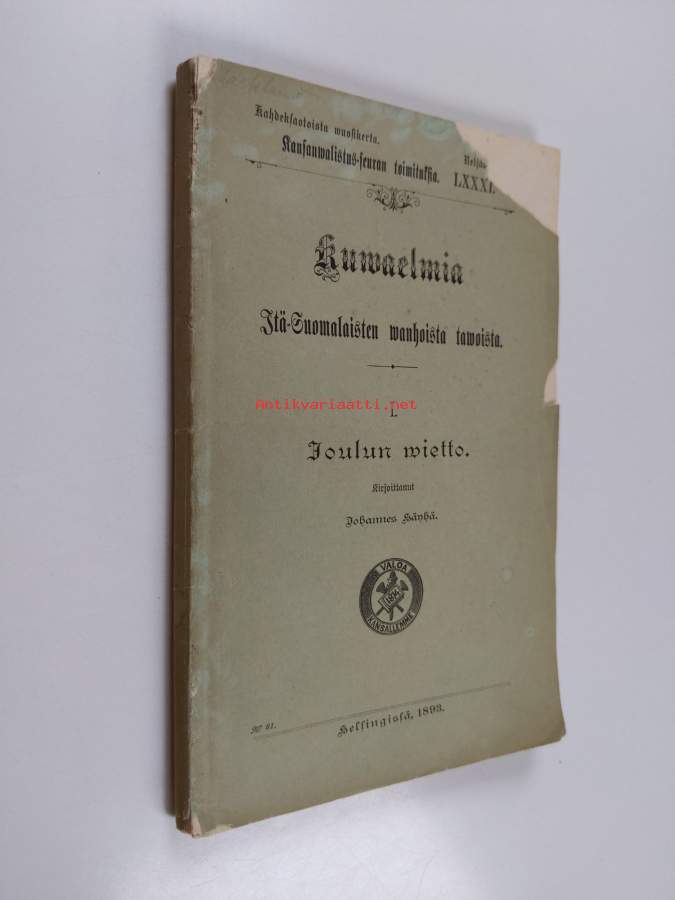 Kahdeksastoista wuosikerta.
Kansanwalistus-seuran toimituksia. LXXXI
Kuwaelmia
Itä-Suomalaisten wanhoista tawoista.
Antikvariaatti.net
I.
Joulun wietto.
Kirjoittanut
Johannes Häyhä.
VALOA
1874
KANSALLEMME
Nº 81.
Helsingissä, 1893.